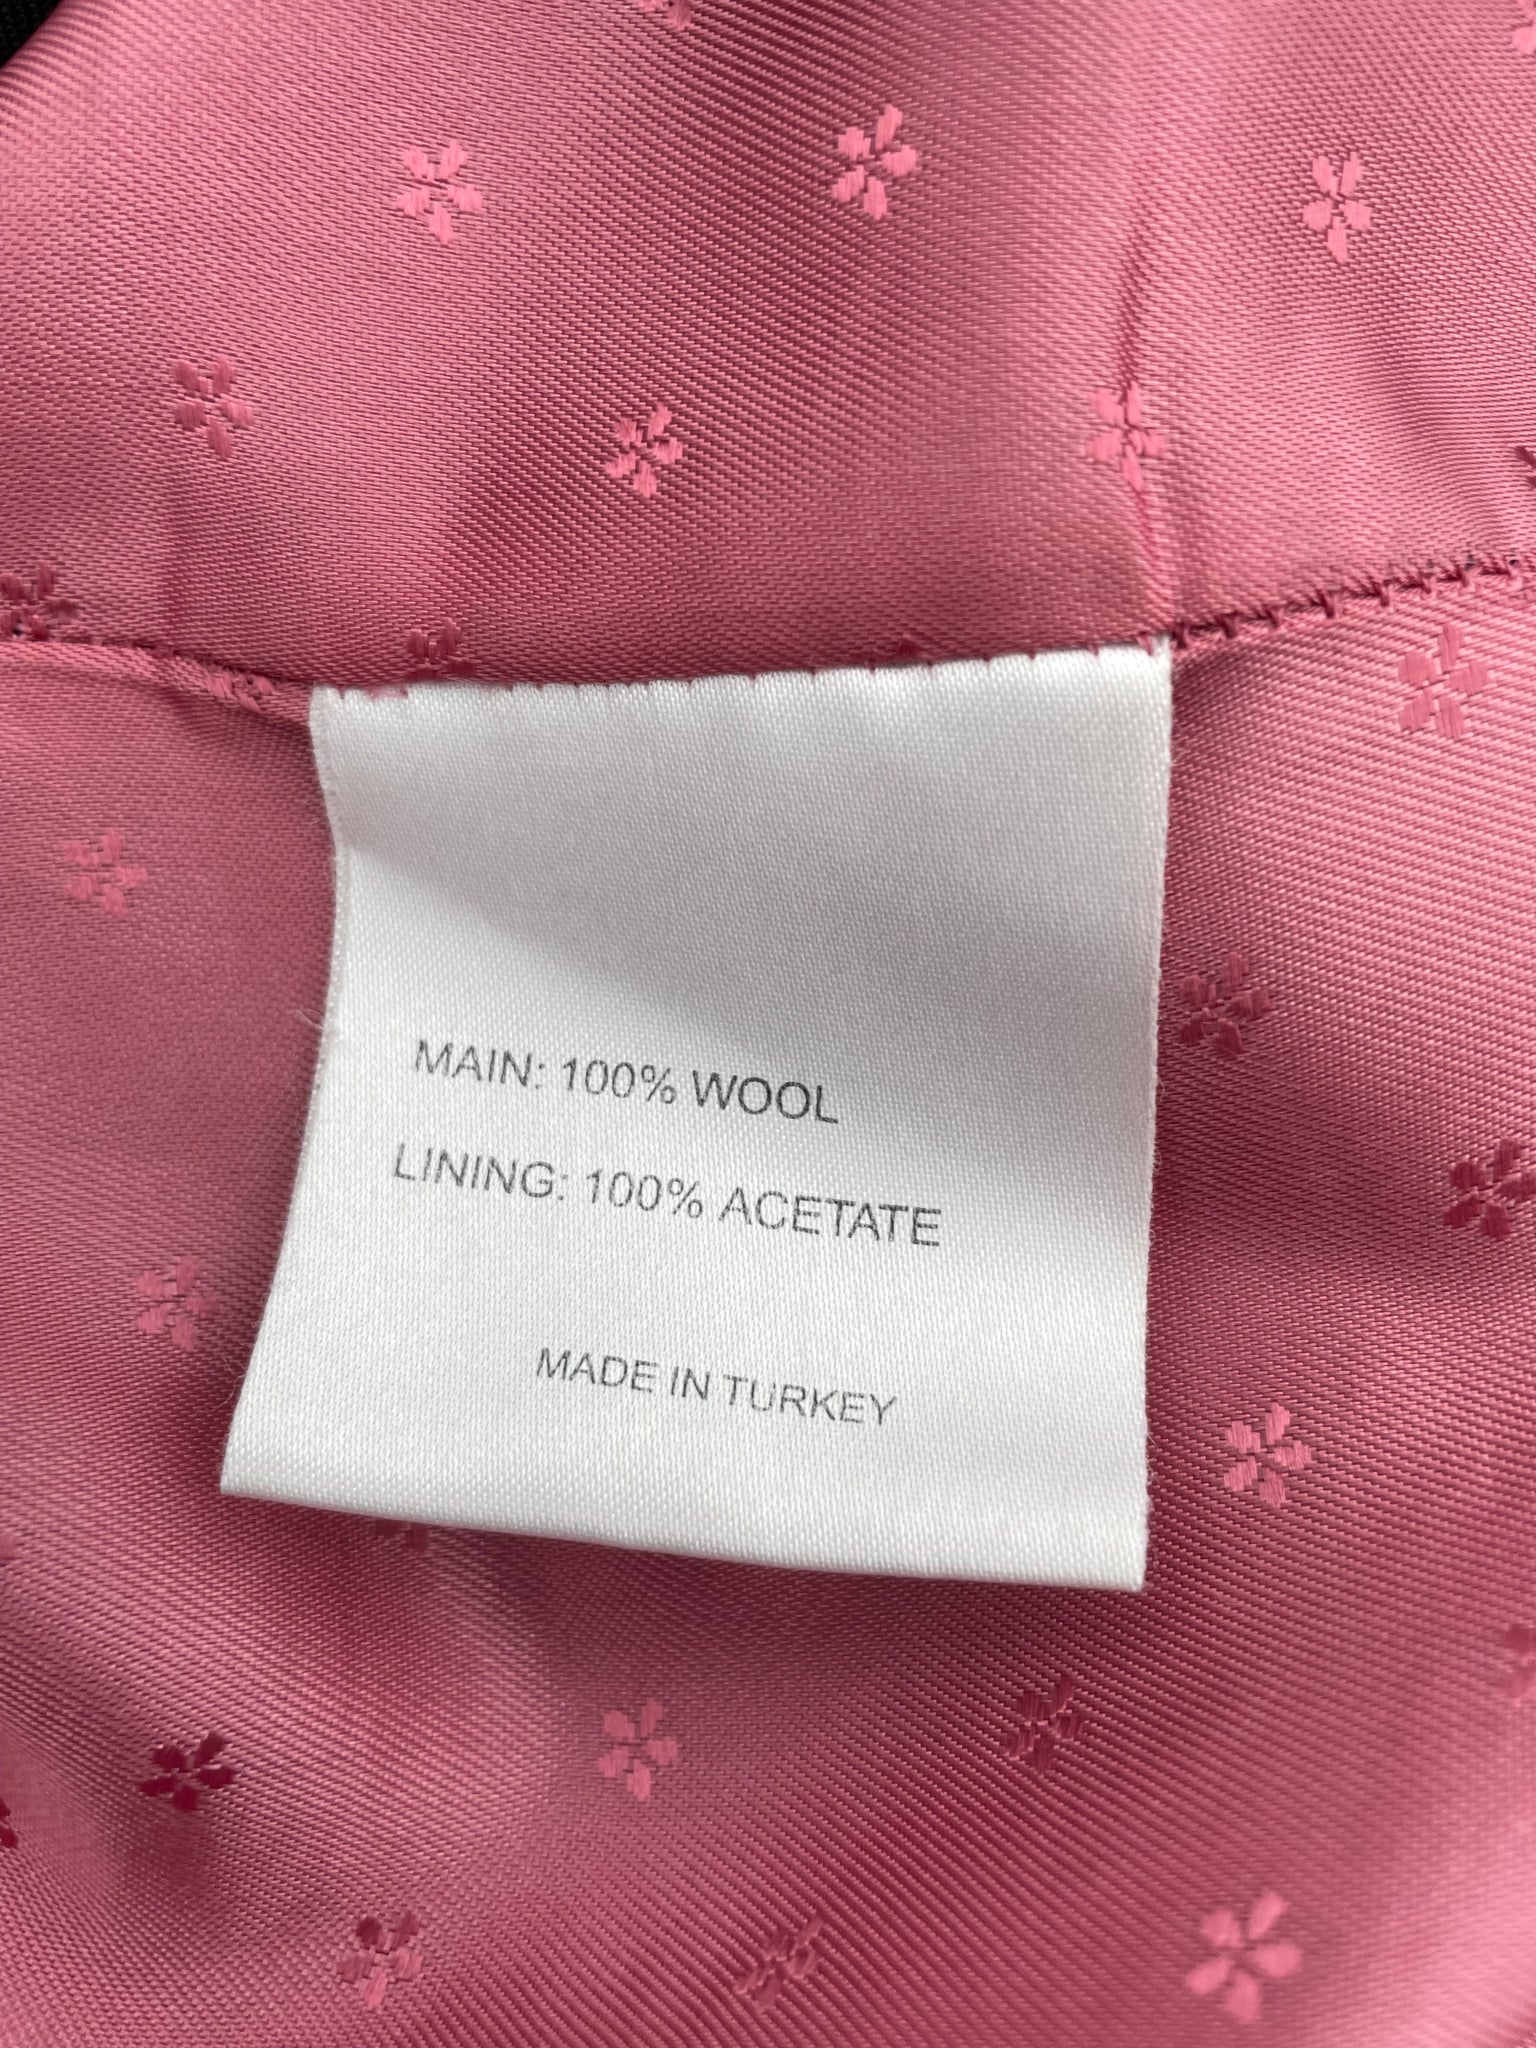 MAIN: 100% WOOL
LINING: 100% ACETATE
MADE IN TURKEY